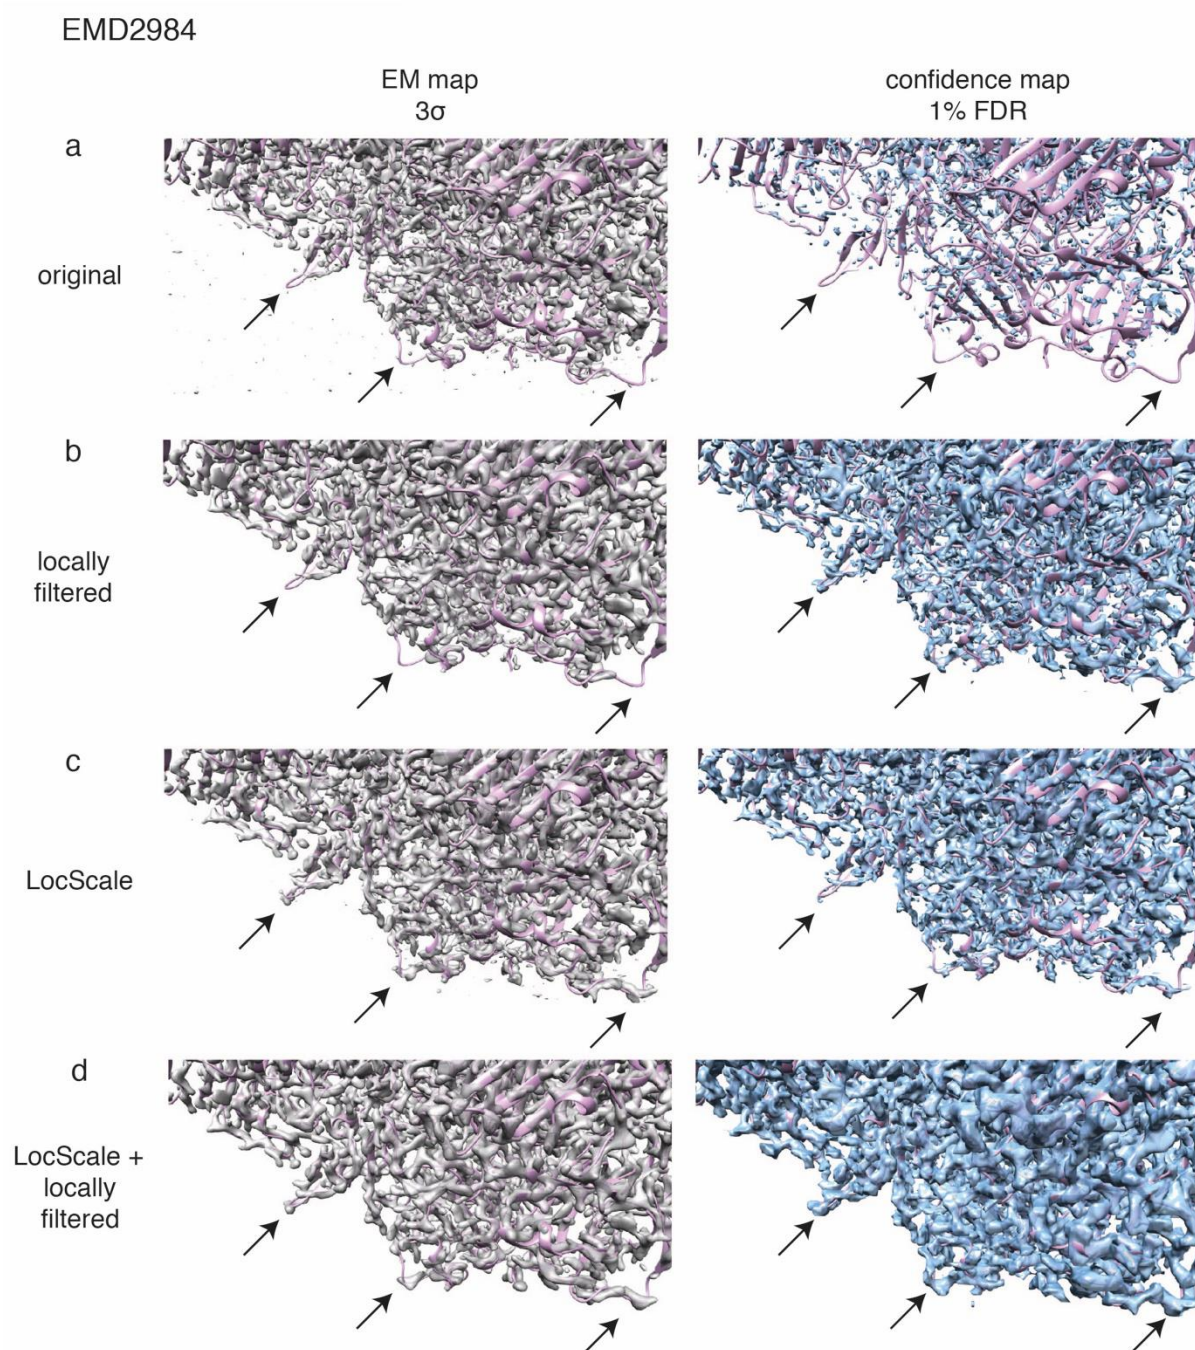 EMD2984
EM map
3σ
confidence map
1% FDR
a
original
b
locally
filtered
c
LocScale
d
LocScale +
locally
filtered